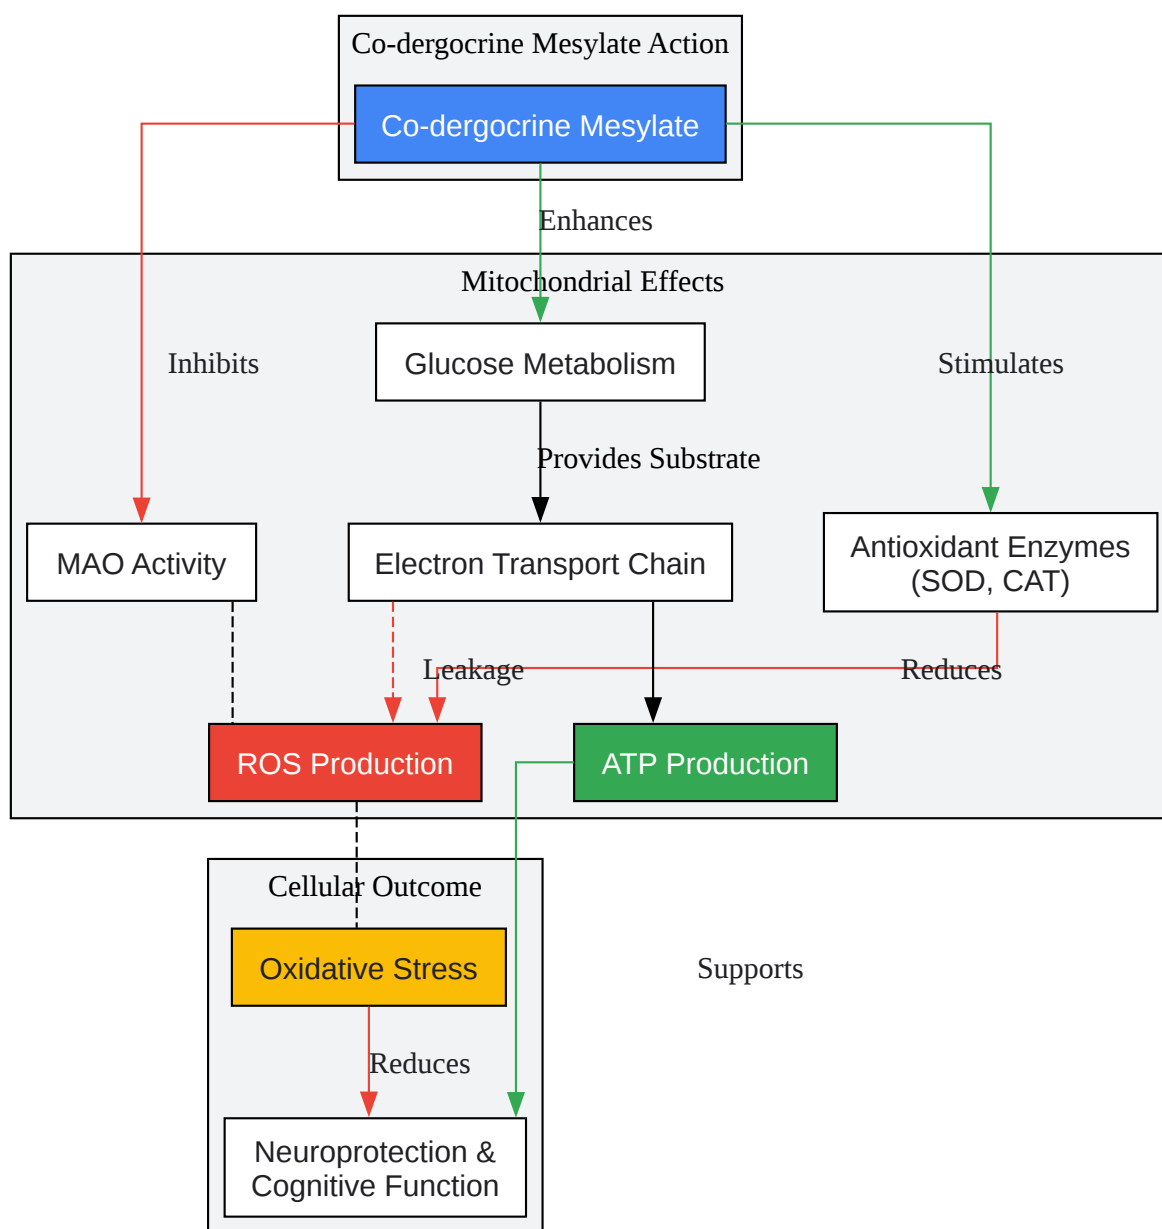 Co-dergocrine Mesylate Action
Co-dergocrine Mesylate
Enhances
Mitochondrial Effects
Inhibits
Glucose Metabolism
Stimulates
Provides Substrate
MAO Activity
Electron Transport Chain
Antioxidant Enzymes
(SOD, CAT)
Leakage
Reduces
ROS Production
ATP Production
Cellular Outcome
Oxidative Stress
Supports
Reduces
Neuroprotection &
Cognitive Function